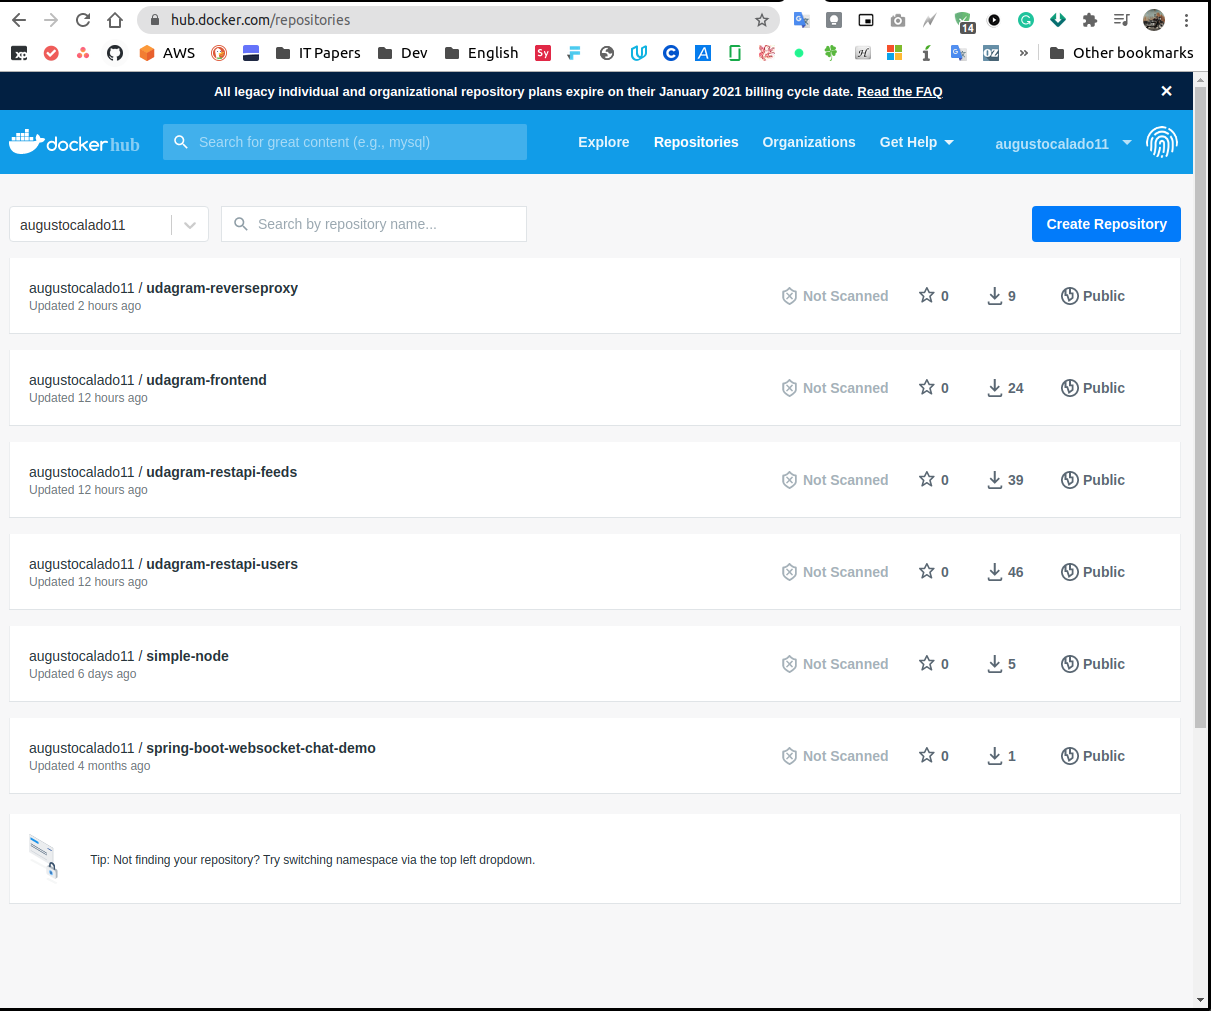 hub.docker.com/repositories
14
xp
AWS
IT Papers
Dev
English
Sy
OZ
»
Other bookmarks
All legacy individual and organizational repository plans expire on their January 2021 billing cycle date. Read the FAQ
docker hub
Search for great content (e.g., mysql)
Explore
Repositories
Organizations
Get Help
augustocalado11
augustocalado11
Search by repository name...
Create Repository
augustocalado11 / udagram-reverseproxy
Updated 2 hours ago
Not Scanned
0
9
Public
augustocalado11 / udagram-frontend
Updated 12 hours ago
Not Scanned
0
24
Public
augustocalado11 / udagram-restapi-feeds
Updated 12 hours ago
Not Scanned
0
39
Public
augustocalado11 / udagram-restapi-users
Updated 12 hours ago
Not Scanned
0
46
Public
augustocalado11 / simple-node
Updated 6 days ago
Not Scanned
0
5
Public
augustocalado11 / spring-boot-websocket-chat-demo
Updated 4 months ago
Not Scanned
0
1
Public
Tip: Not finding your repository? Try switching namespace via the top left dropdown.